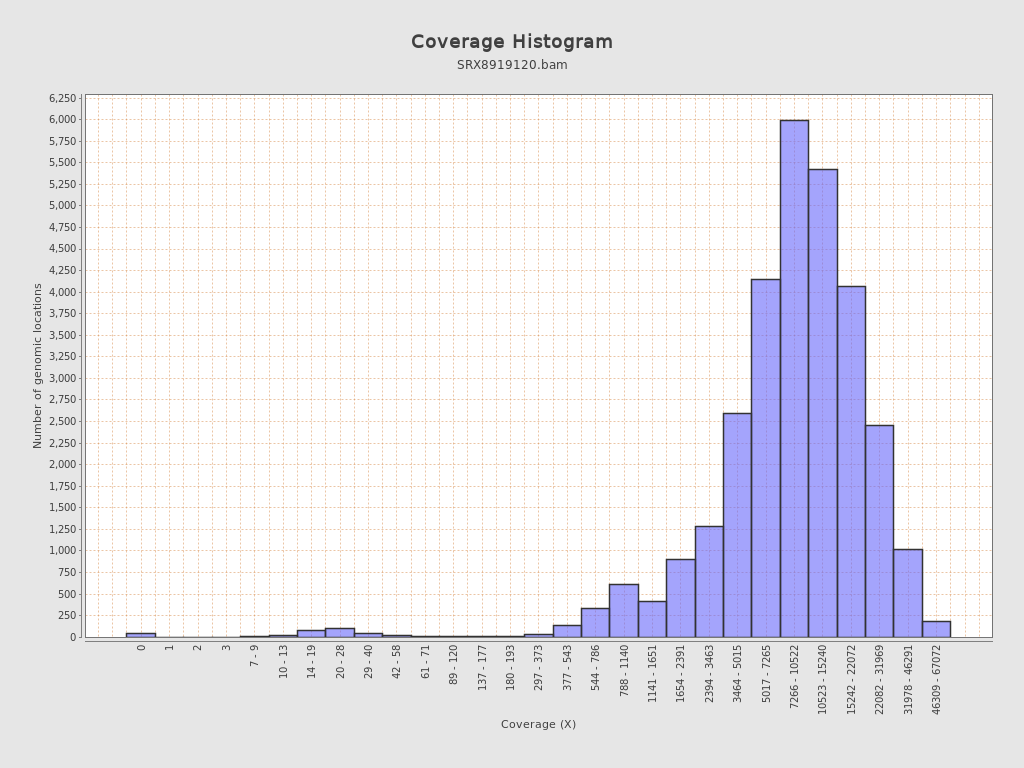 Coverage Histogram
SRX8919120.bam
Number of genomic locations
6,250
6,000
5,750
5,500
5,250
5,000
4,750
4,500
4,250
4,000
3,750
3,500
3,250
3,000
2,750
2,500
2,250
2,000
1,750
1,500
1,250
1,000
750
500
250
0
0
1
2
3
7 - 9
10 - 13
14 - 19
20 - 28
29 - 40
42 - 58
61 - 71
89 - 120
137 - 177
180 - 193
297 - 373
377 - 543
544 - 786
788 - 1140
1141 - 1651
1654 - 2391
2394 - 3463
3464 - 5015
5017 - 7265
7266 - 10522
10523 - 15240
15242 - 22072
22082 - 31969
31978 - 46291
46309 - 67072
Coverage (X)